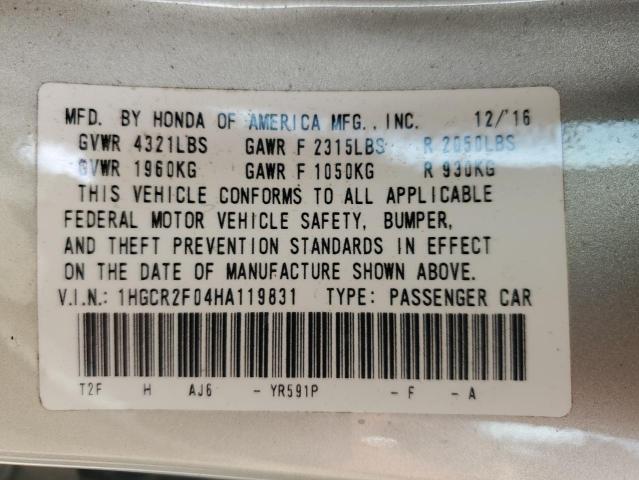 MFD. BY HONDA OF AMERICA MFG., INC. 12/'16
GVWR 4321LBS GAWR F 2315LBS R 2050LBS
GVWR 1960KG GAWR F 1050KG R 930KG
THIS VEHICLE CONFORMS TO ALL APPLICABLE
FEDERAL MOTOR VEHICLE SAFETY, BUMPER,
AND THEFT PREVENTION STANDARDS IN EFFECT
ON THE DATE OF MANUFACTURE SHOWN ABOVE.
V.I.N.: 1HGCR2F04HA119831 TYPE: PASSENGER CAR
T2F H AJ6 - YR591P - F - A